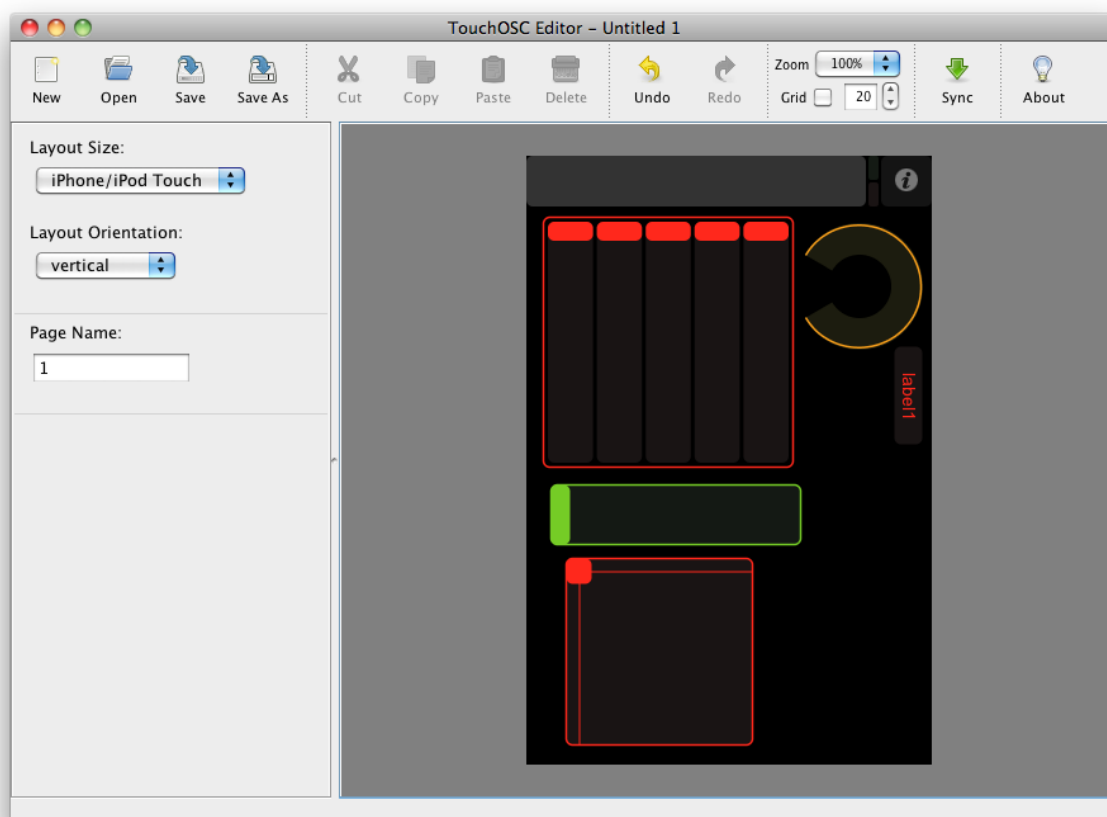 TouchOSC Editor – Untitled 1
New Open Save Save As Cut Copy Paste Delete Undo Redo Zoom 100% Grid 20 Sync About
Layout Size:
iPhone/iPod Touch
Layout Orientation:
vertical
Page Name:
1
i
label1